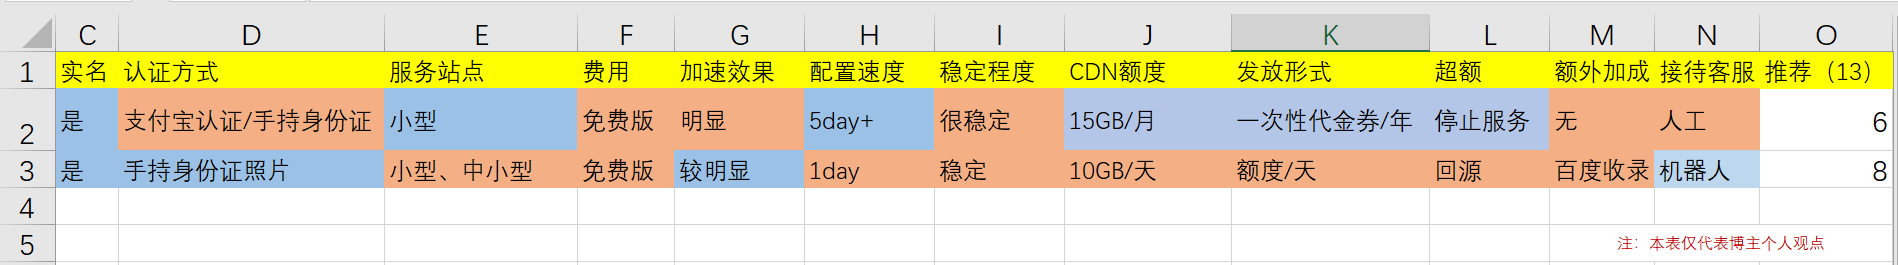 C D E F G H I J K L M N O
1 实名 认证方式 服务站点 费用 加速效果 配置速度 稳定程度 CDN额度 发放形式 超额 额外加成 接待客服 推荐（13）
2 是 支付宝认证/手持身份证 小型 免费版 明显 5day+ 很稳定 15GB/月 一次性代金券/年 停止服务 无 人工 6
3 是 手持身份证照片 小型、中小型 免费版 较明显 1day 稳定 10GB/天 额度/天 回源 百度收录 机器人 8
4
5 注：本表仅代表博主个人观点